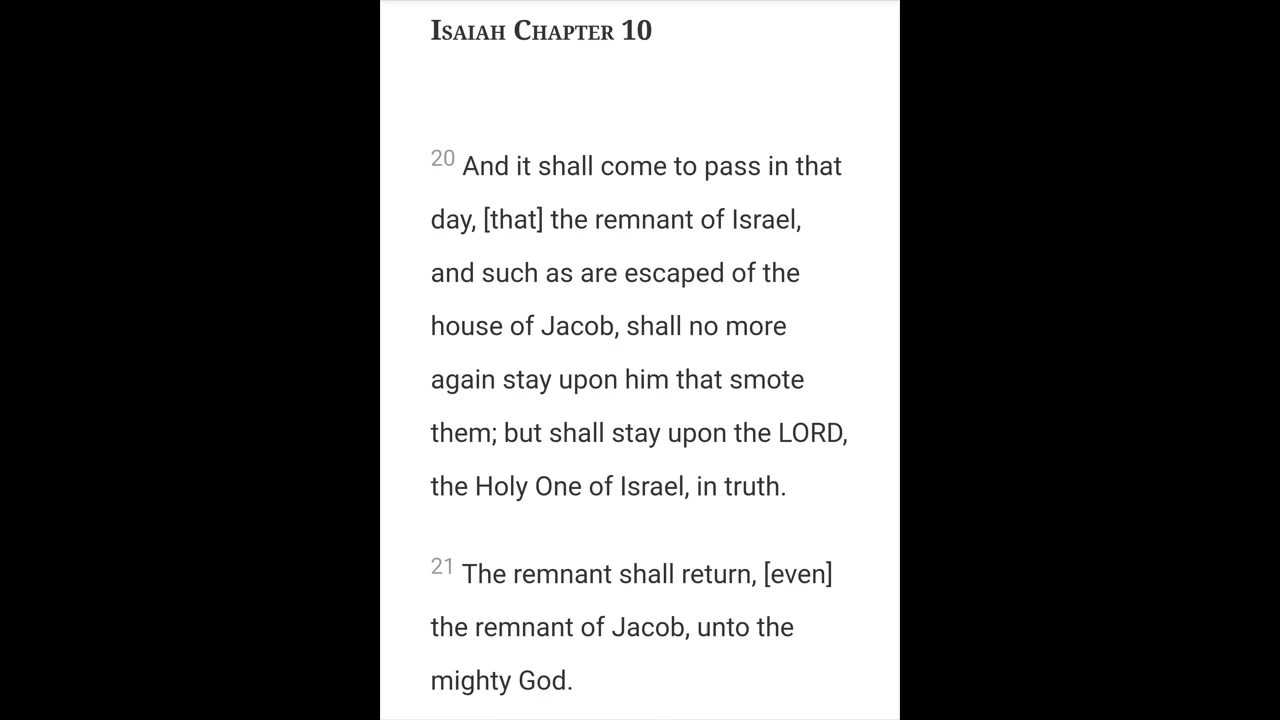 Isaiah Chapter 10
20 And it shall come to pass in that
day, [that] the remnant of Israel,
and such as are escaped of the
house of Jacob, shall no more
again stay upon him that smote
them; but shall stay upon the LORD,
the Holy One of Israel, in truth.
21 The remnant shall return, [even]
the remnant of Jacob, unto the
mighty God.